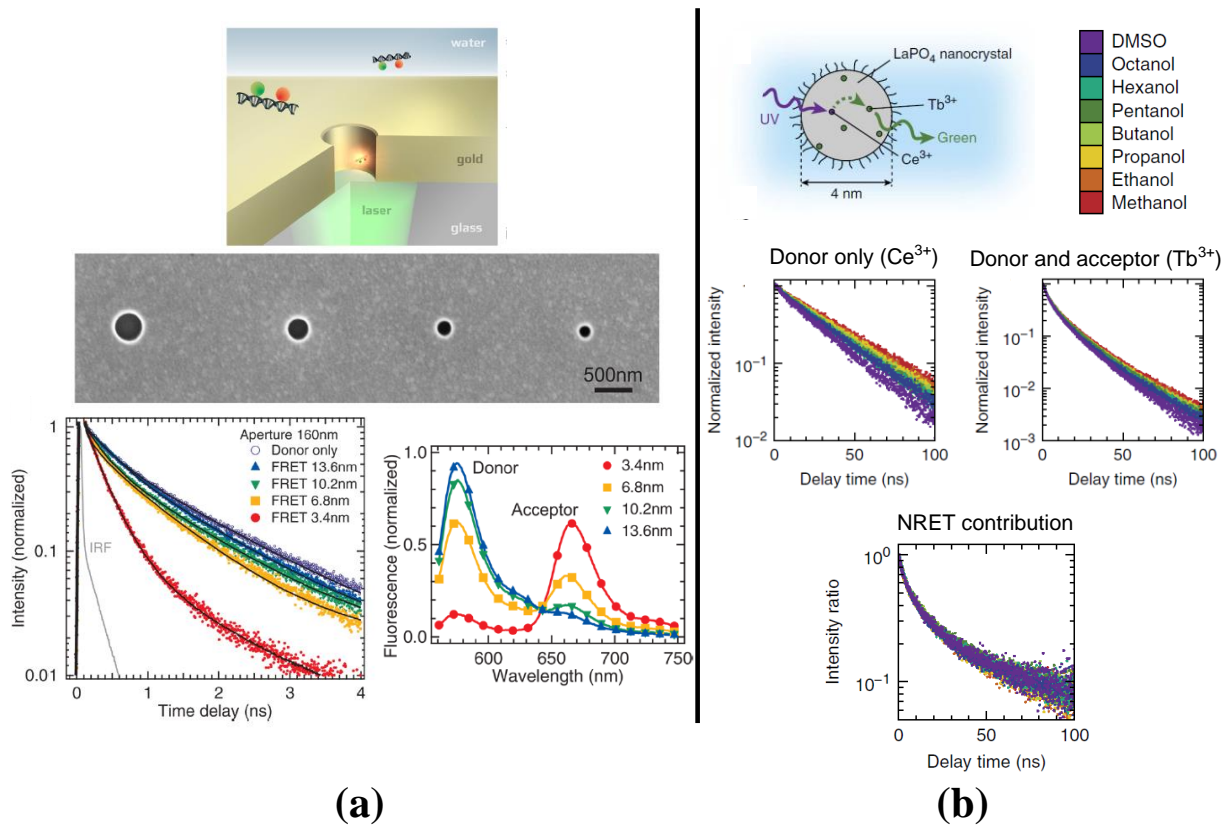 water
gold
laser
glass
500nm
Intensity (normalized)
1
0.1
0.01
Aperture 160nm
Donor only
FRET 13.6nm
FRET 10.2nm
FRET 6.8nm
FRET 3.4nm
IRF
0
1
2
3
4
Time delay (ns)
Fluorescence (normalized)
1.0
0.5
0.0
Donor
Acceptor
3.4nm
6.8nm
10.2nm
13.6nm
600
650
700
750
Wavelength (nm)
(a)
LaPO₄ nanocrystal
Tb³⁺
UV
Green
Ce³⁺
4 nm
DMSO
Octanol
Hexanol
Pentanol
Butanol
Propanol
Ethanol
Methanol
Donor only (Ce³⁺)
Normalized intensity
10⁻¹
10⁻²
0
50
100
Delay time (ns)
Donor and acceptor (Tb³⁺)
Normalized intensity
10⁻¹
10⁻²
10⁻³
0
50
100
Delay time (ns)
NRET contribution
Intensity ratio
10⁰
10⁻¹
0
50
100
Delay time (ns)
(b)